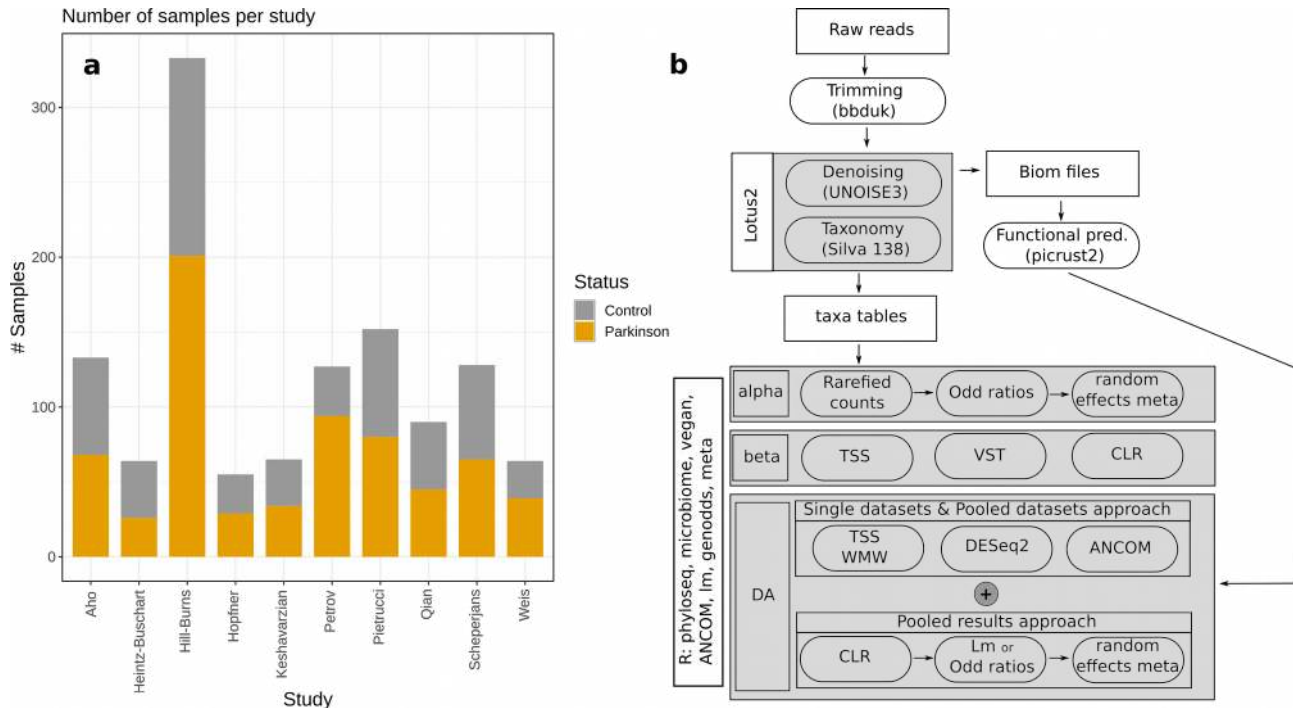 Number of samples per study
a
300
200
100
0
# Samples
Aho
Heintz-Buschart
Hill-Burns
Hopfner
Keshavarzian
Petrov
Pietrucci
Qian
Scheperjans
Weis
Study
Status
Control
Parkinson
b
Raw reads
Trimming
(bbduk)
Lotus2
Denoising
(UNOISE3)
Taxonomy
(Silva 138)
Biom files
Functional pred.
(picrust2)
taxa tables
R: phyloseq, microbiome, vegan,
ANCOM, lm, genodds, meta
alpha
Rarefied
counts
Odd ratios
random
effects meta
beta
TSS
VST
CLR
DA
Single datasets & Pooled datasets approach
TSS
WMW
DESeq2
ANCOM
+
Pooled results approach
CLR
Lm or
Odd ratios
random
effects meta